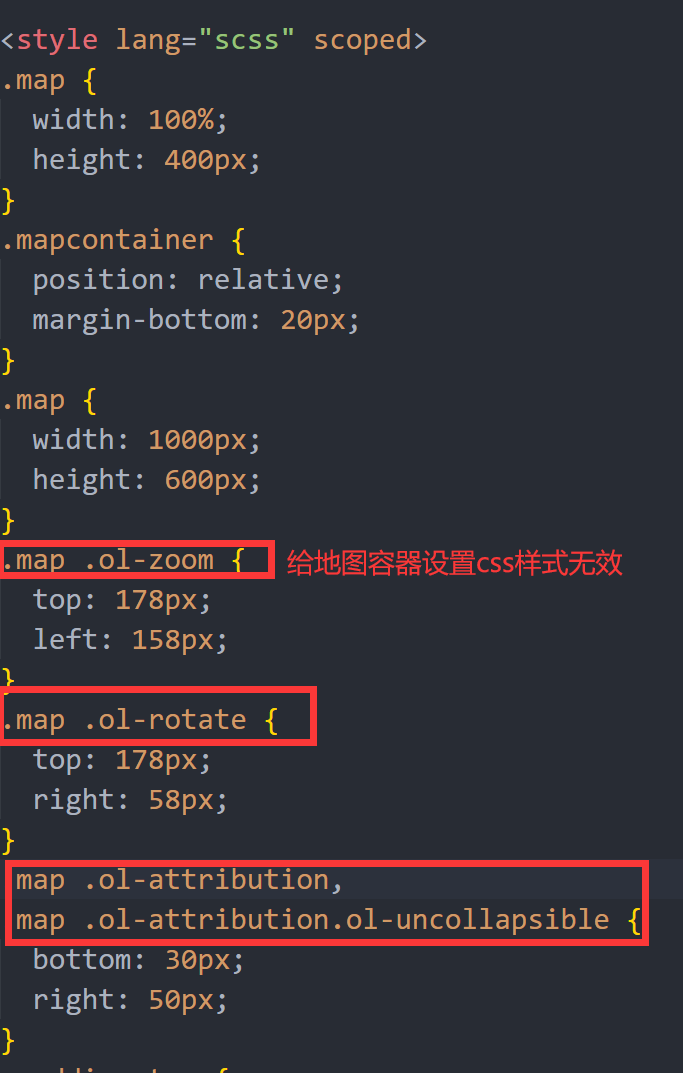 <style lang="scss" scoped>
.map {
width: 100%;
height: 400px;
}
.mapcontainer {
position: relative;
margin-bottom: 20px;
}
.map {
width: 1000px;
height: 600px;
}
.map .ol-zoom { 给地图容器设置css样式无效
top: 178px;
left: 158px;
}
.map .ol-rotate {
top: 178px;
right: 58px;
}
map .ol-attribution,
map .ol-attribution.ol-uncollapsible {
bottom: 30px;
right: 50px;
}